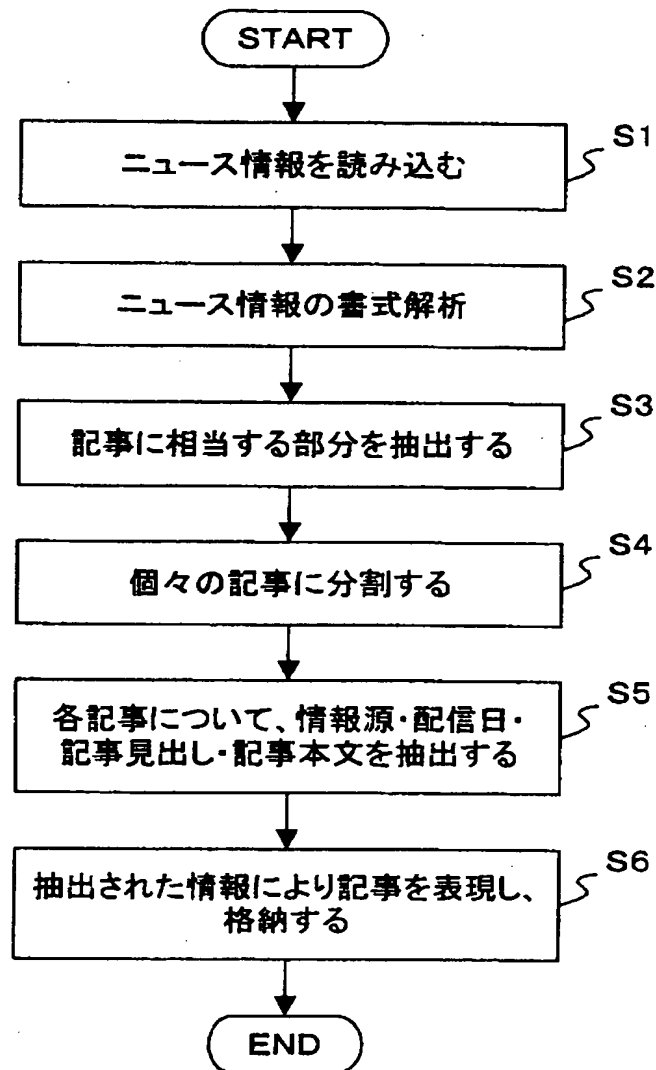 START
ニュース情報を読み込む
S1
ニュース情報の書式解析
S2
記事に相当する部分を抽出する
S3
個々の記事に分割する
S4
各記事について、情報源・配信日・
記事見出し・記事本文を抽出する
S5
抽出された情報により記事を表現し、
格納する
S6
END